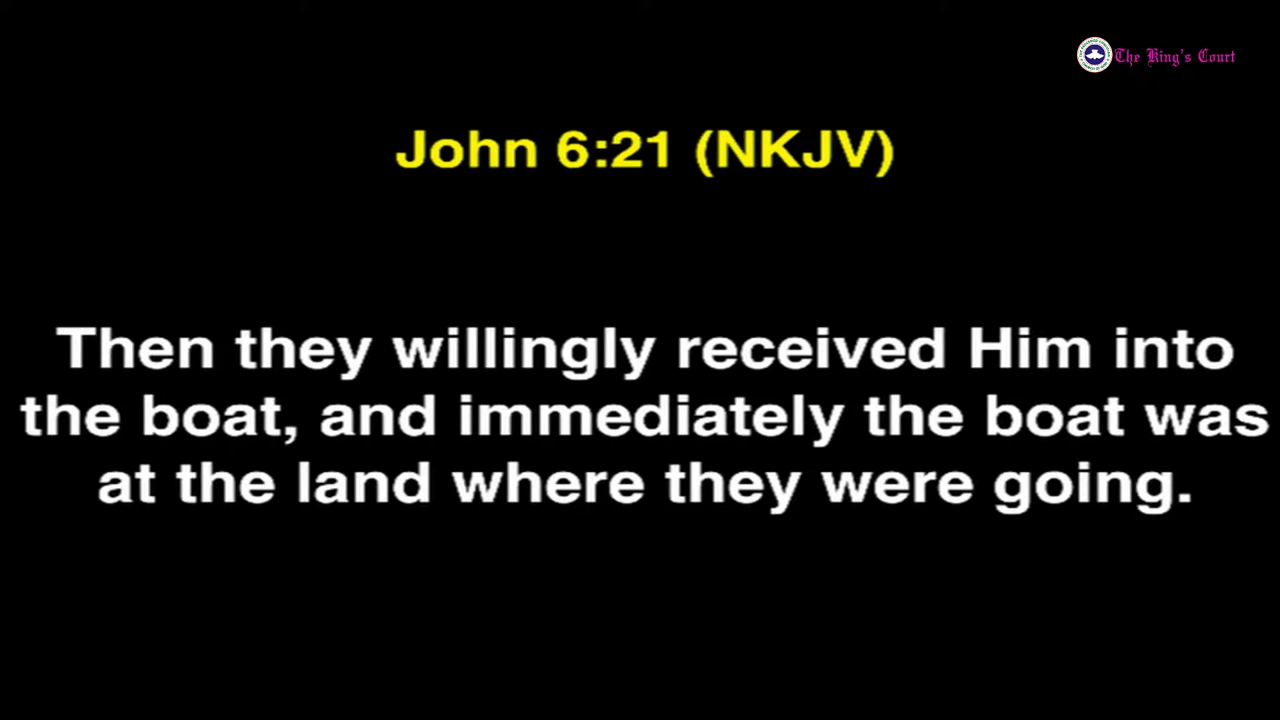 The King's Court
John 6:21 (NKJV)
Then they willingly received Him into
the boat, and immediately the boat was
at the land where they were going.